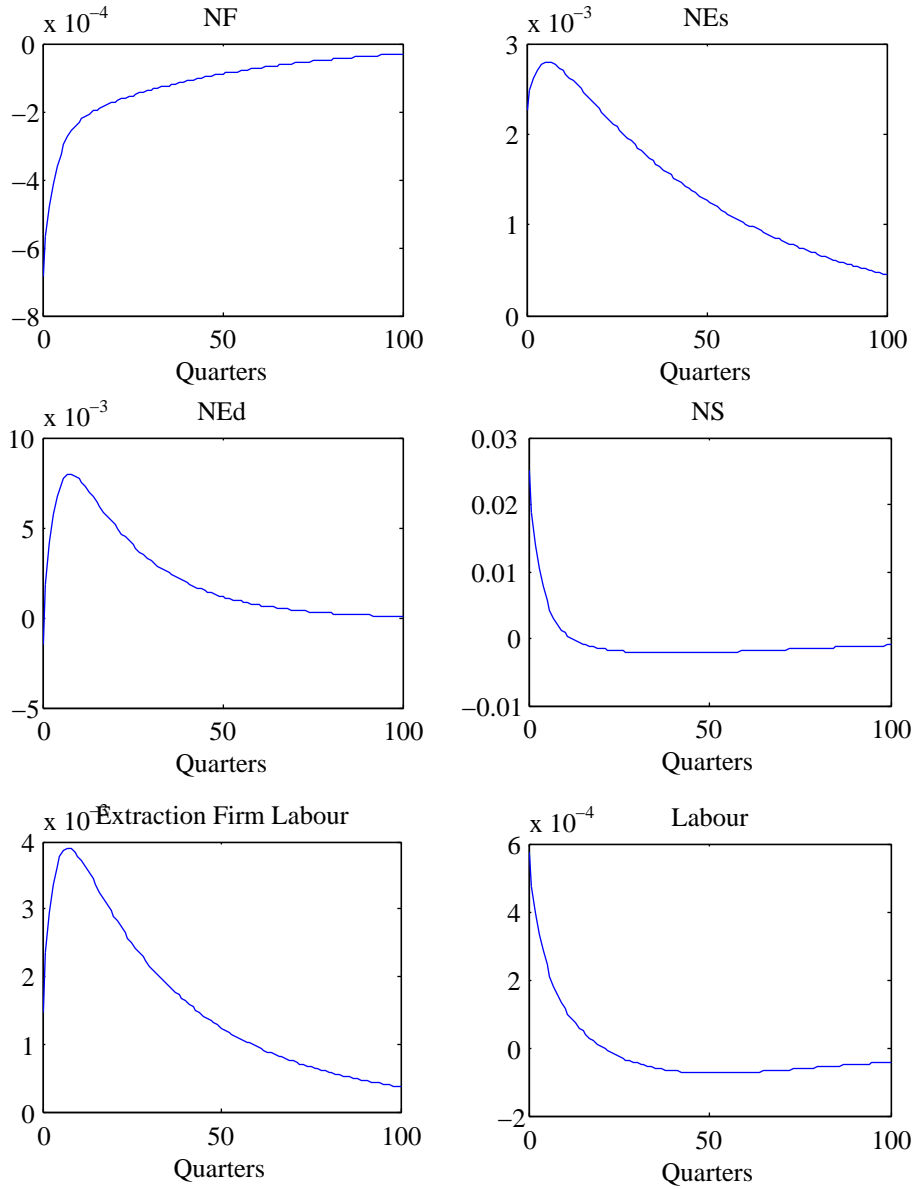 x 10⁻⁴
NF
0
−2
−4
−6
−8
0 50 100
Quarters
x 10⁻³
NEs
3
2
1
0
0 50 100
Quarters
x 10⁻³
NEd
10
5
0
−5
0 50 100
Quarters
NS
0.03
0.02
0.01
0
−0.01
0 50 100
Quarters
x
Extraction Firm Labour
4
3
2
1
0
0 50 100
Quarters
x 10⁻⁴
Labour
6
4
2
0
−2
0 50 100
Quarters